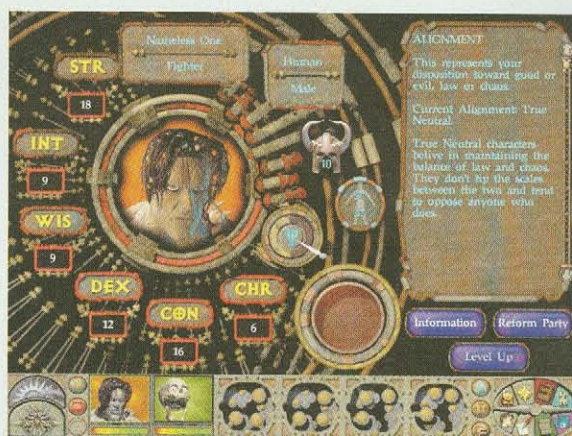 Nameless One
Fighter
Human
Male
STR
18
INT
9
WIS
9
DEX
12
CON
16
CHR
6
10
ALIGNMENT
This represents your
disposition toward good or
evil, law or chaos.
Current Alignment: True
Neutral.
True Neutral characters
belive in maintaining the
balance of law and chaos.
They don't tip the scales
between the two and tend
to oppose anyone who
does.
Information
Reform Party
Level Up